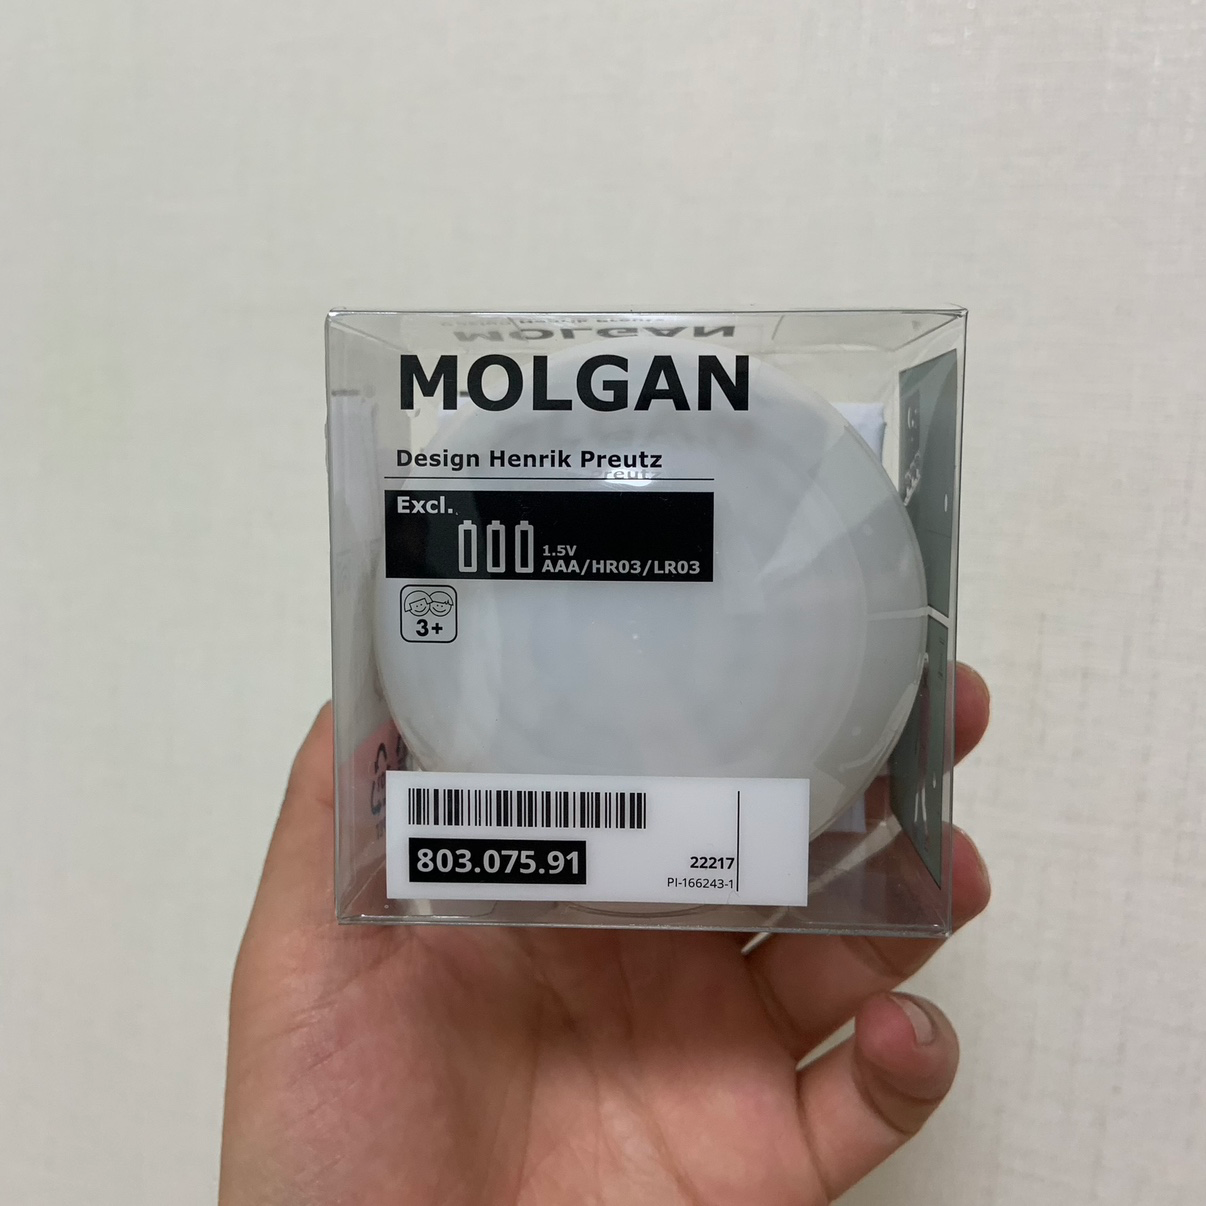 MOLGAN
Design Henrik Preutz
Excl.
1.5V
AAA/HR03/LR03
3+
803.075.91
22217
PI-166243-1